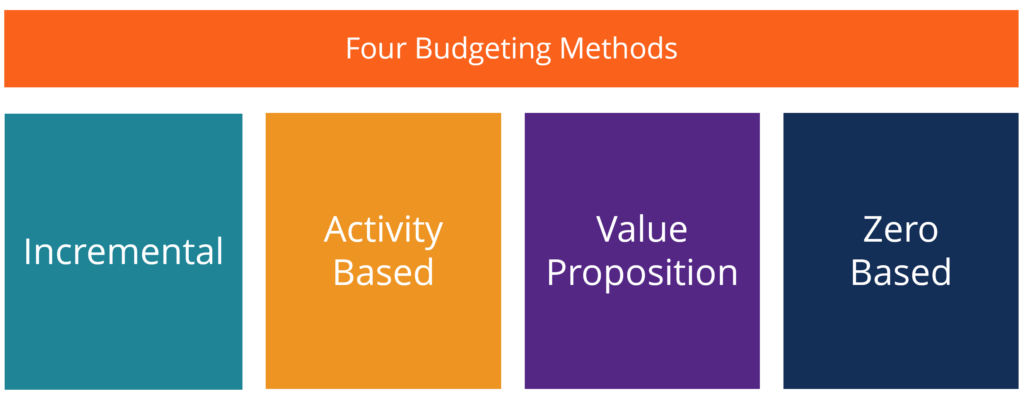 Four Budgeting Methods
Incremental
Activity
Based
Value
Proposition
Zero
Based